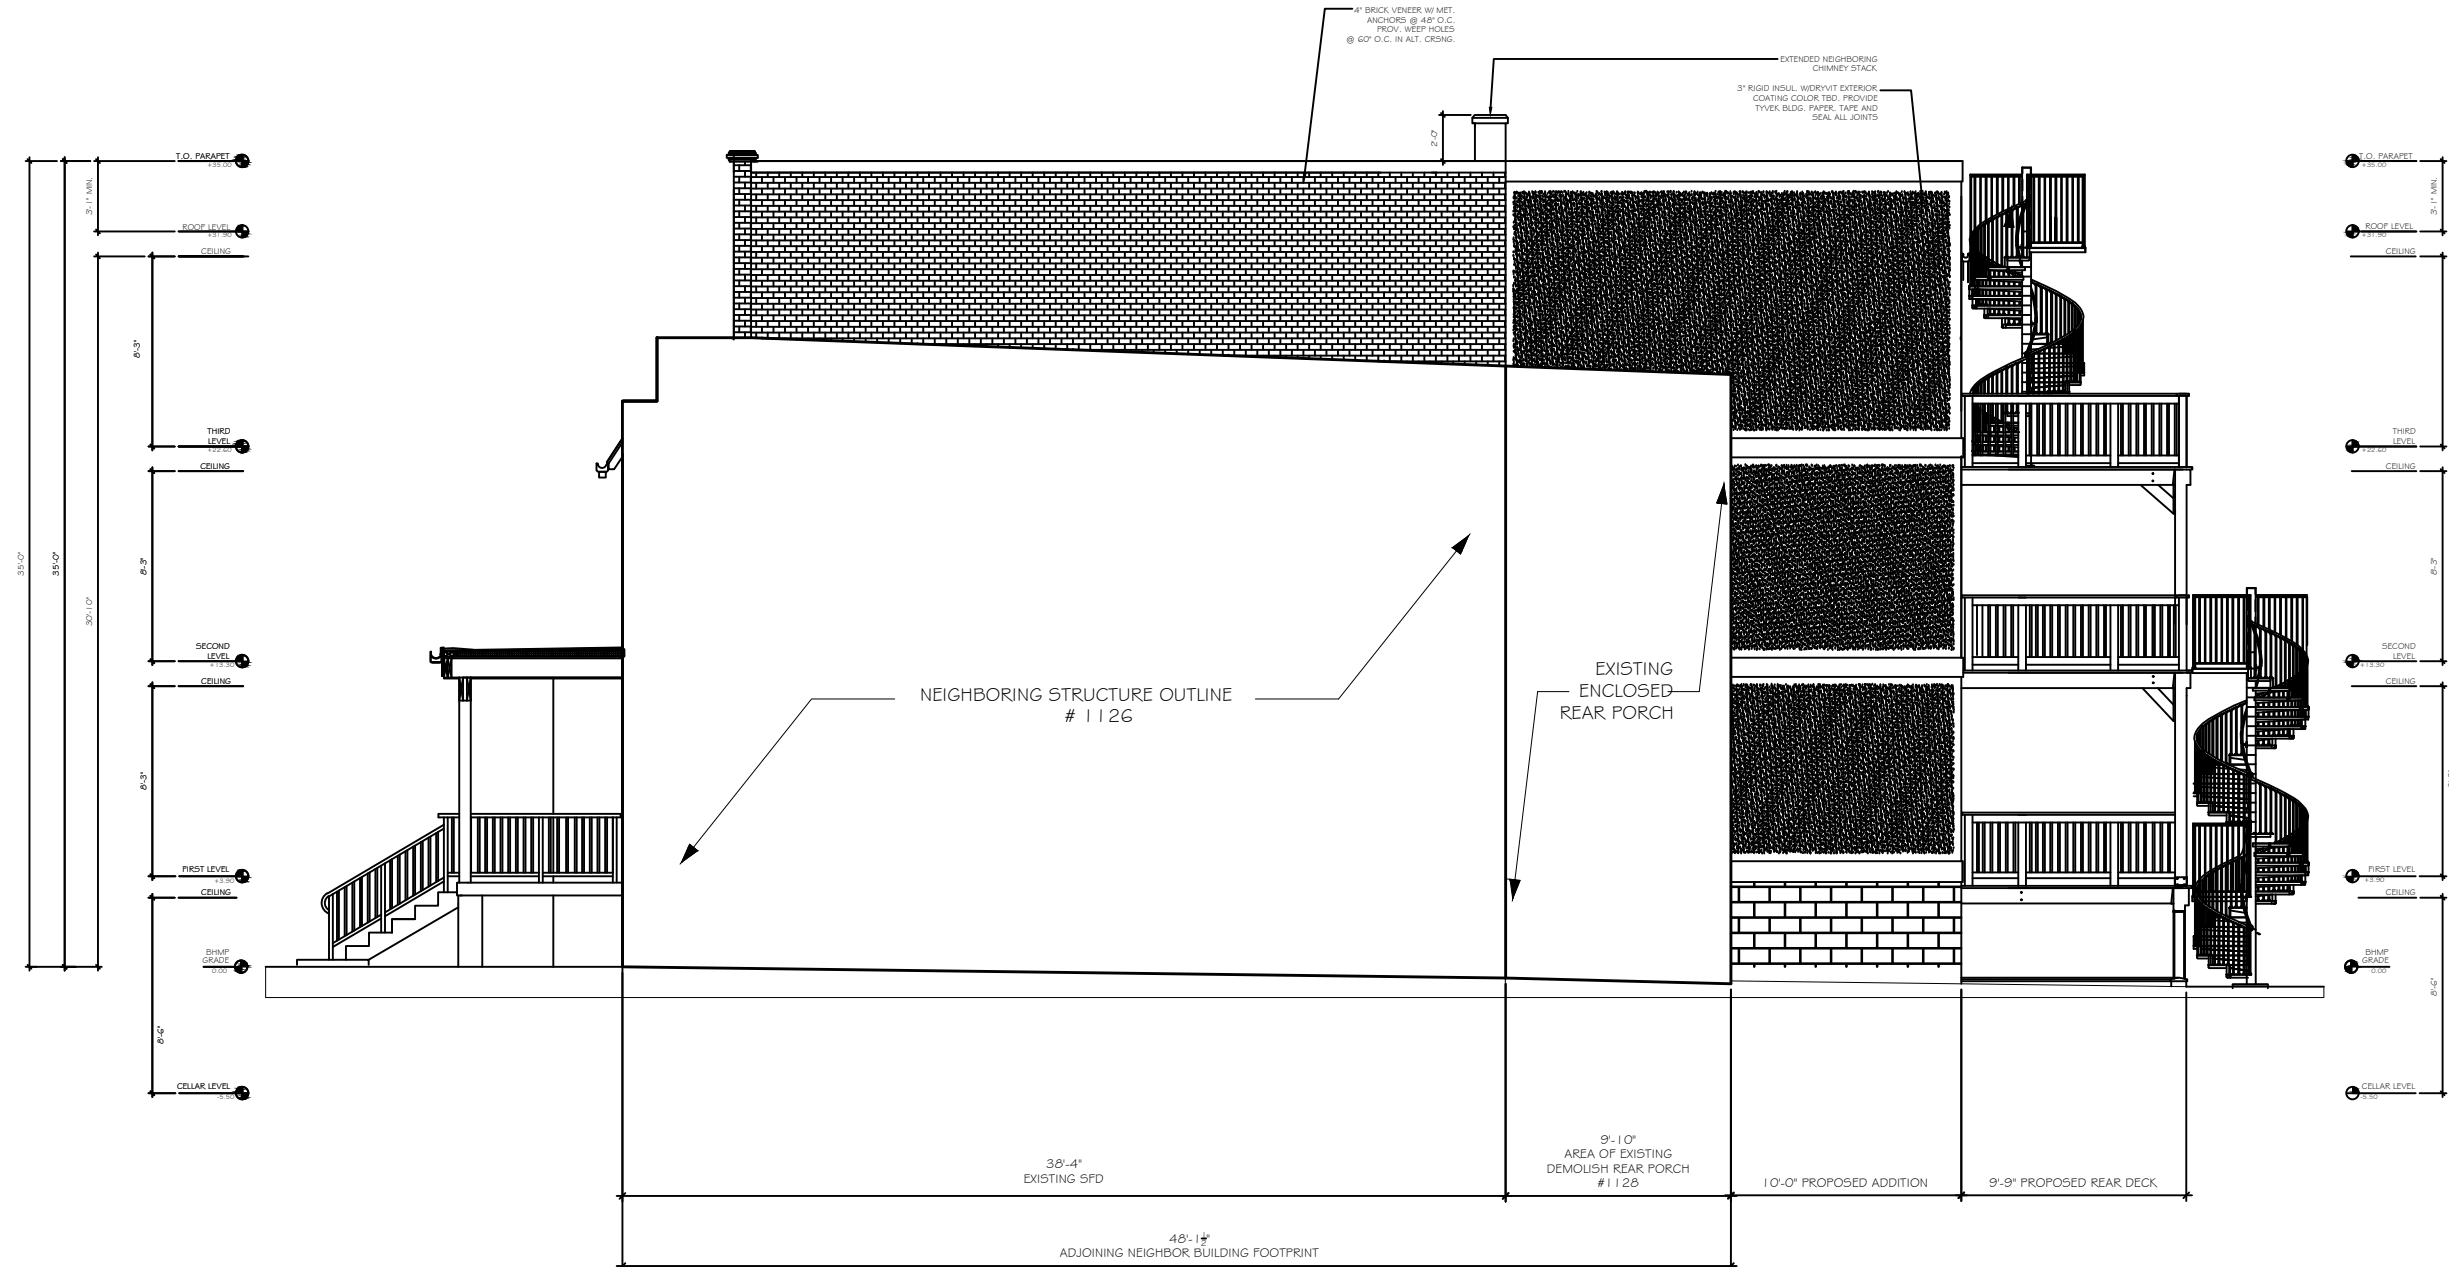 4" BRICK VENEER W/ MET.
ANCHORS @ 48" O.C.
PROV. WEEP HOLES
@ 60" O.C. IN ALT. CRSNG.
EXTENDED NEIGHBORING
CHIMNEY STACK
3" RIGID INSUL. W/DRYVIT EXTERIOR
COATING COLOR TBD. PROVIDE
TYVEK BLDG. PAPER. TAPE AND
SEAL ALL JOINTS
2'-0"
T.O. PARAPET
+35.00
3'-1" MIN.
ROOF LEVEL
+31.90
CEILING
8'-3"
THIRD
LEVEL
+22.60
CEILING
35'-0"
35'-0"
30'-10"
8'-3"
SECOND
LEVEL
+13.30
CEILING
8'-3"
FIRST LEVEL
+3.90
CEILING
BHMP
GRADE
0.00
8'-6"
CELLAR LEVEL
-5.50
NEIGHBORING STRUCTURE OUTLINE
# 1126
EXISTING
ENCLOSED
REAR PORCH
T.O. PARAPET
+35.00
3'-1" MIN.
ROOF LEVEL
+31.90
CEILING
THIRD
LEVEL
+22.60
CEILING
8'-3"
SECOND
LEVEL
+13.30
CEILING
FIRST LEVEL
+3.90
CEILING
BHMP
GRADE
0.00
8'-6"
CELLAR LEVEL
-5.50
38'-4"
EXISTING SFD
9'-10"
AREA OF EXISTING
DEMOLISH REAR PORCH
#1128
10'-0" PROPOSED ADDITION
9'-9" PROPOSED REAR DECK
48'-1½"
ADJOINING NEIGHBOR BUILDING FOOTPRINT